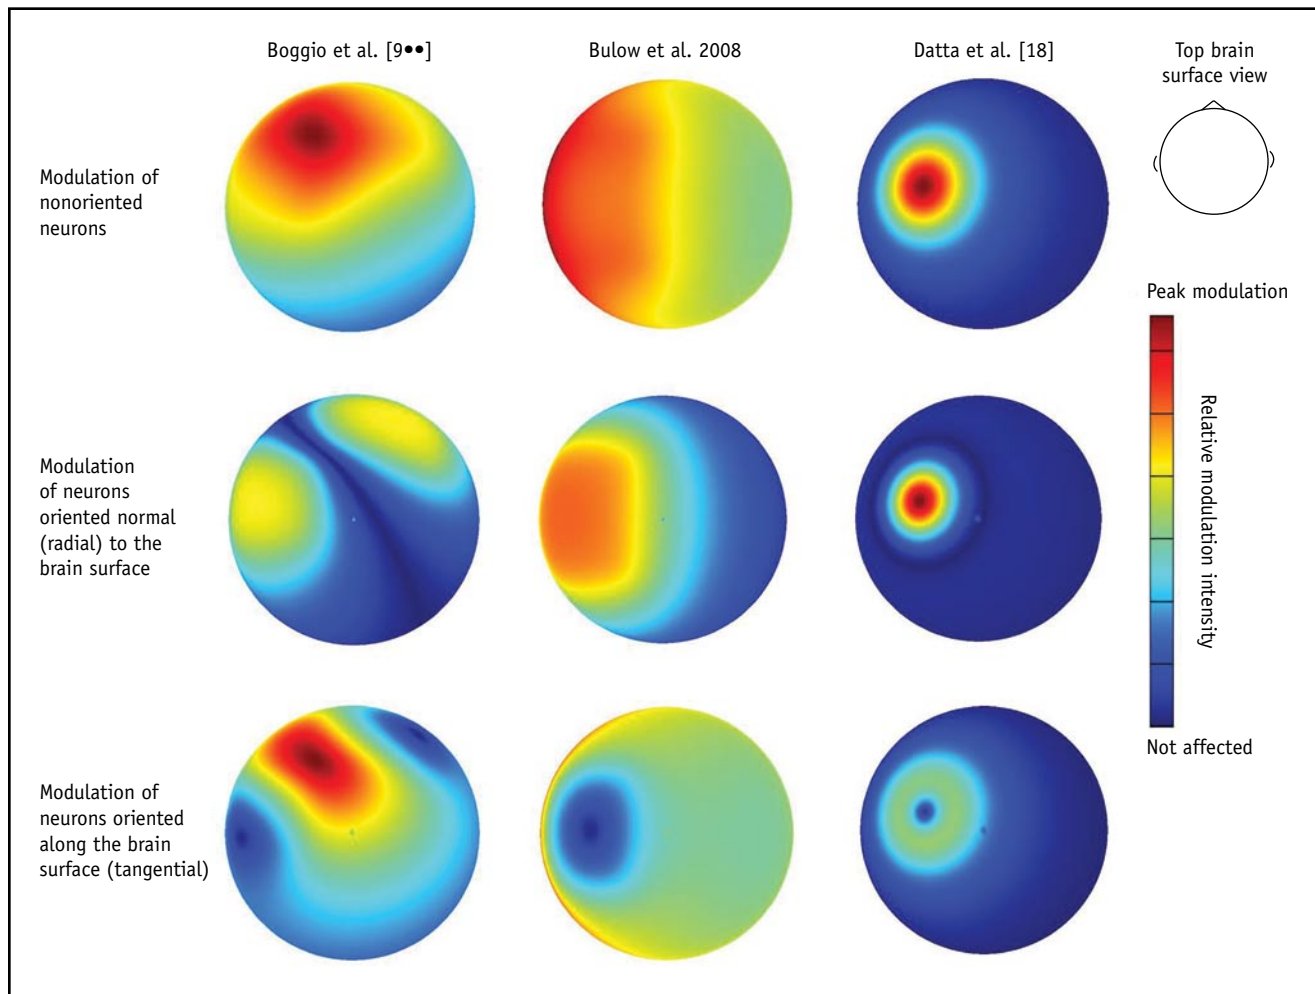 Boggio et al. [9●●]
Bulow et al. 2008
Datta et al. [18]
Top brain
surface view
Modulation of
nonoriented
neurons
Peak modulation
Relative modulation intensity
Not affected
Modulation
of neurons
oriented normal
(radial) to the
brain surface
Modulation of
neurons oriented
along the brain
surface (tangential)